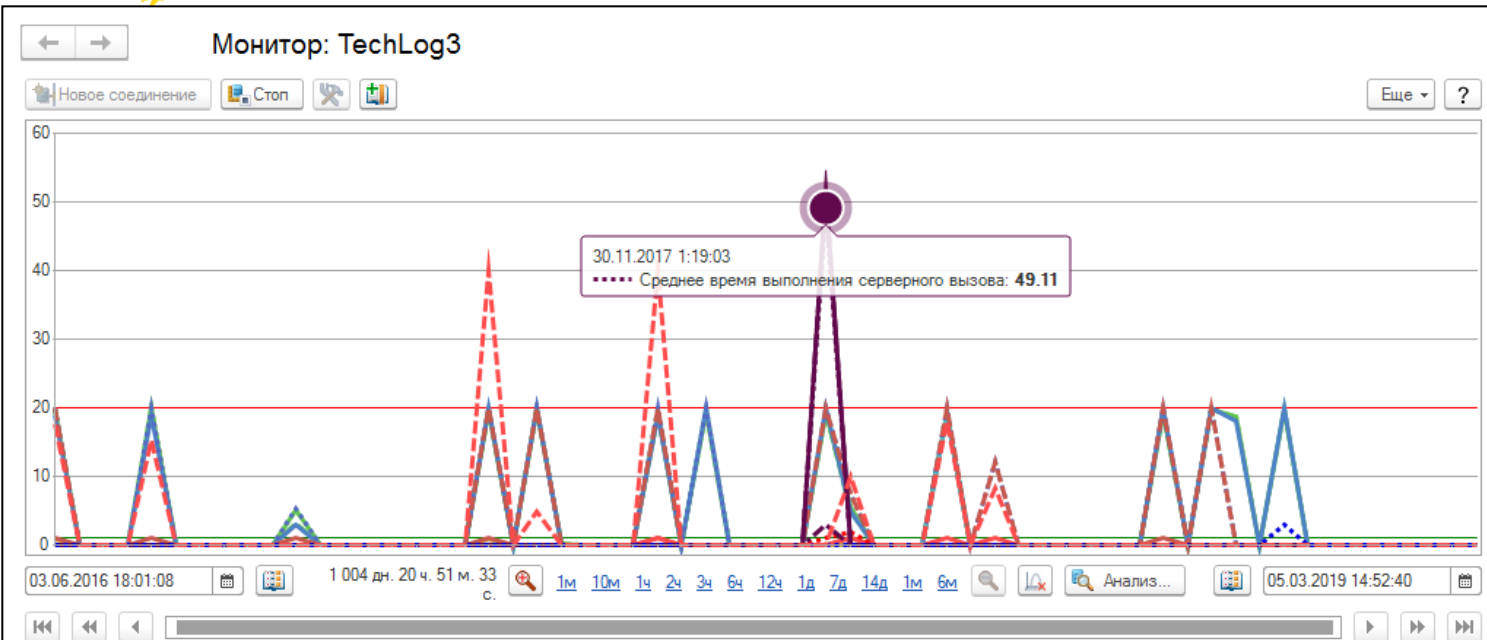 Монитор: TechLog3
Новое соединение Стоп Еще ?
60
50
40
30
20
10
0
30.11.2017 1:19:03
Среднее время выполнения серверного вызова: 49.11
03.06.2016 18:01:08 1 004 дн. 20 ч. 51 м. 33 с. 1м 10м 1ч 2ч 3ч 6ч 12ч 1д 7д 14д 1м 6м Анализ... 05.03.2019 14:52:40